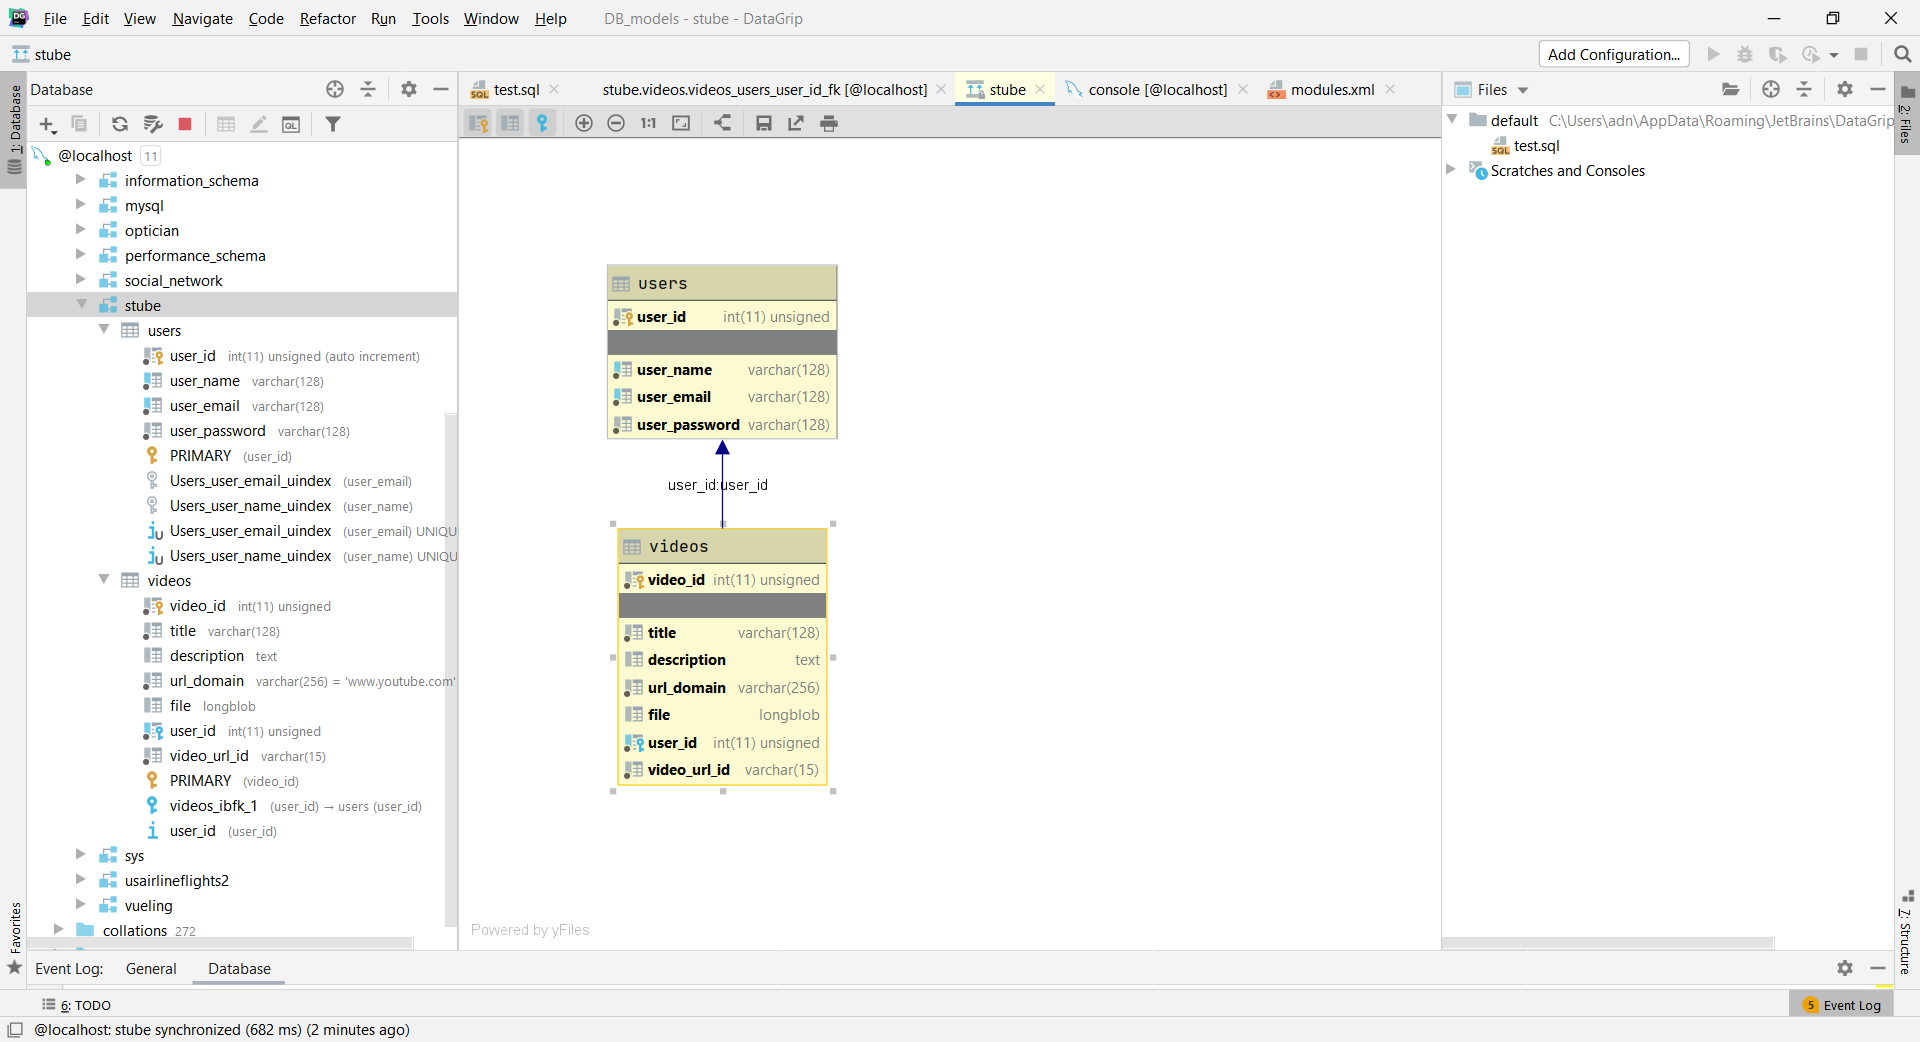 File Edit View Navigate Code Refactor Run Tools Window Help DB_models - stube - DataGrip
stube Add Configuration...
1: Database
Database
@localhost 11
information_schema
mysql
optician
performance_schema
social_network
stube
users
user_id int(11) unsigned (auto increment)
user_name varchar(128)
user_email varchar(128)
user_password varchar(128)
PRIMARY (user_id)
Users_user_email_uindex (user_email)
Users_user_name_uindex (user_name)
Users_user_email_uindex (user_email) UNIQU
Users_user_name_uindex (user_name) UNIQU
videos
video_id int(11) unsigned
title varchar(128)
description text
url_domain varchar(256) = 'www.youtube.com'
file longblob
user_id int(11) unsigned
video_url_id varchar(15)
PRIMARY (video_id)
videos_ibfk_1 (user_id) → users (user_id)
user_id (user_id)
sys
usairlineflights2
vueling
collations 272
Favorites
test.sql stube.videos.videos_users_user_id_fk [@localhost] stube console [@localhost] modules.xml
QL 1:1
users
user_id int(11) unsigned
user_name varchar(128)
user_email varchar(128)
user_password varchar(128)
user_id:user_id
videos
video_id int(11) unsigned
title varchar(128)
description text
url_domain varchar(256)
file longblob
user_id int(11) unsigned
video_url_id varchar(15)
Powered by yFiles
Files
default C:\Users\adn\AppData\Roaming\JetBrains\DataGrip
test.sql
Scratches and Consoles
2: Files
7: Structure
Event Log: General Database
6: TODO
5 Event Log
@localhost: stube synchronized (682 ms) (2 minutes ago)